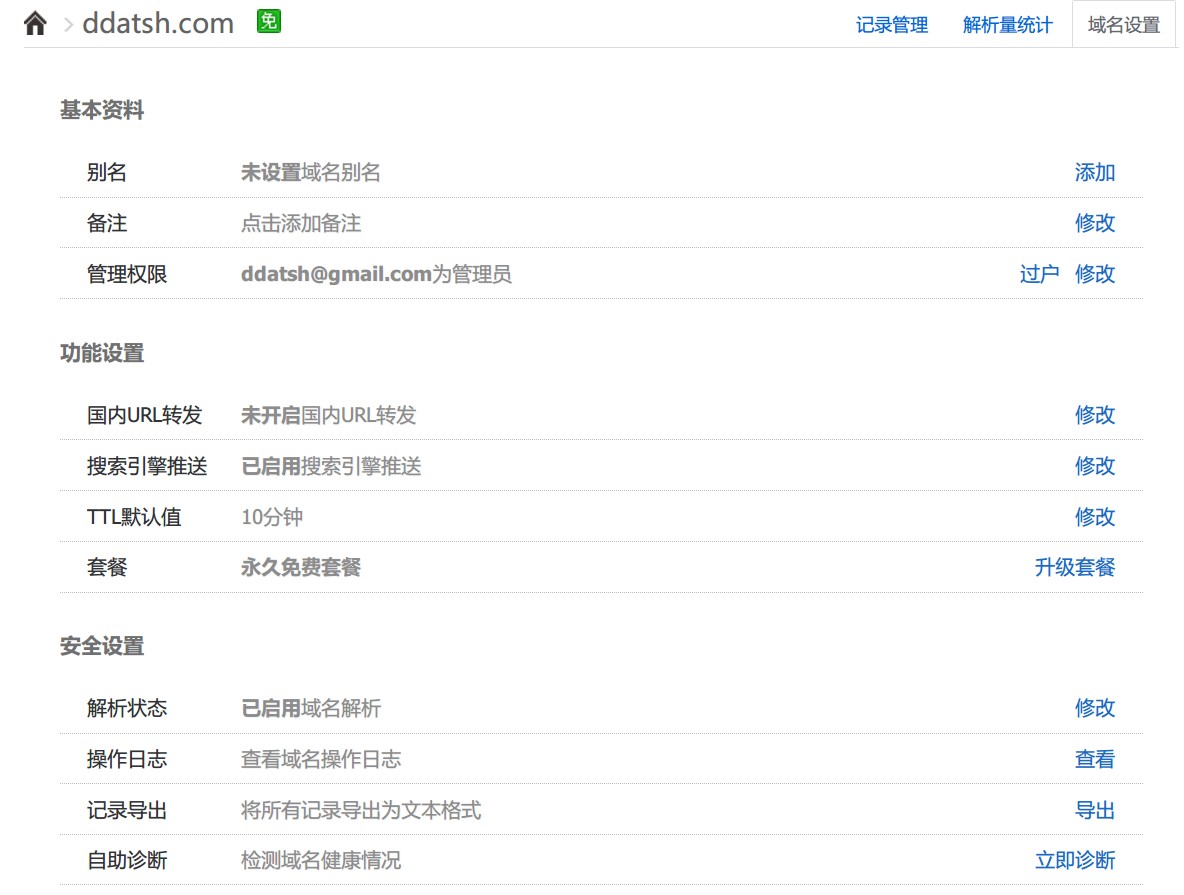 ddatsh.com 免 记录管理 解析量统计 域名设置
基本资料
别名 未设置域名别名 添加
备注 点击添加备注 修改
管理权限 ddatsh@gmail.com为管理员 过户 修改
功能设置
国内URL转发 未开启国内URL转发 修改
搜索引擎推送 已启用搜索引擎推送 修改
TTL默认值 10分钟 修改
套餐 永久免费套餐 升级套餐
安全设置
解析状态 已启用域名解析 修改
操作日志 查看域名操作日志 查看
记录导出 将所有记录导出为文本格式 导出
自助诊断 检测域名健康情况 立即诊断